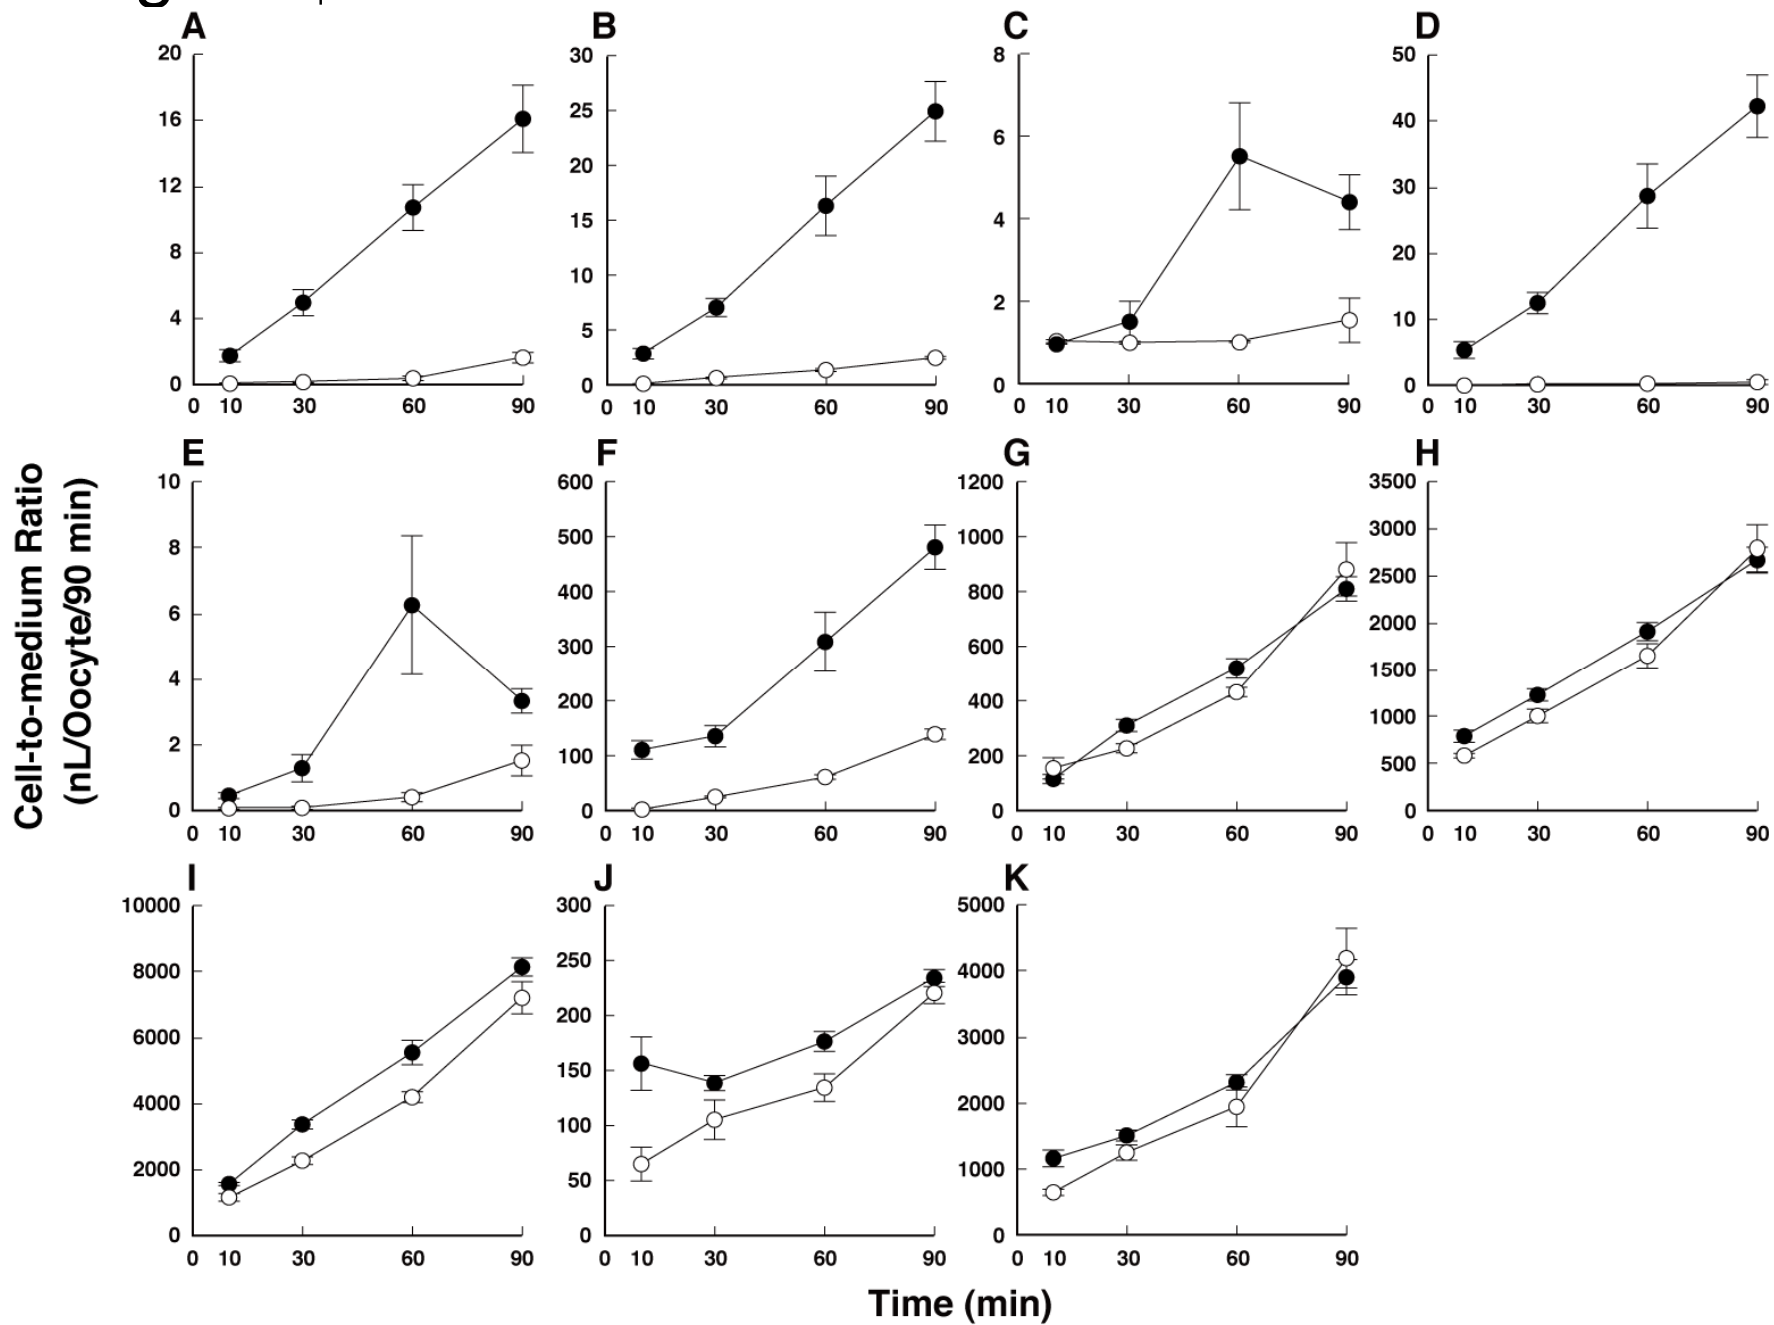 A B C D
20 30 8 50
16 25 6 40
12 20 4 30
8 15 2 20
4 10 0 10
0 5 0
0
0 10 30 60 90 0 10 30 60 90 0 10 30 60 90 0 10 30 60 90
Cell-to-medium Ratio
(nL/Oocyte/90 min)
E F G H
10 600 1200 3500
8 500 1000 3000
6 400 800 2500
4 300 600 2000
2 200 400 1500
0 100 200 1000
0 0 500
0
0 10 30 60 90 0 10 30 60 90 0 10 30 60 90 0 10 30 60 90
I J K
10000 300 5000
8000 250 4000
6000 200 3000
4000 150 2000
2000 100 1000
0 50 0
0
0 10 30 60 90 0 10 30 60 90 0 10 30 60 90
Time (min)